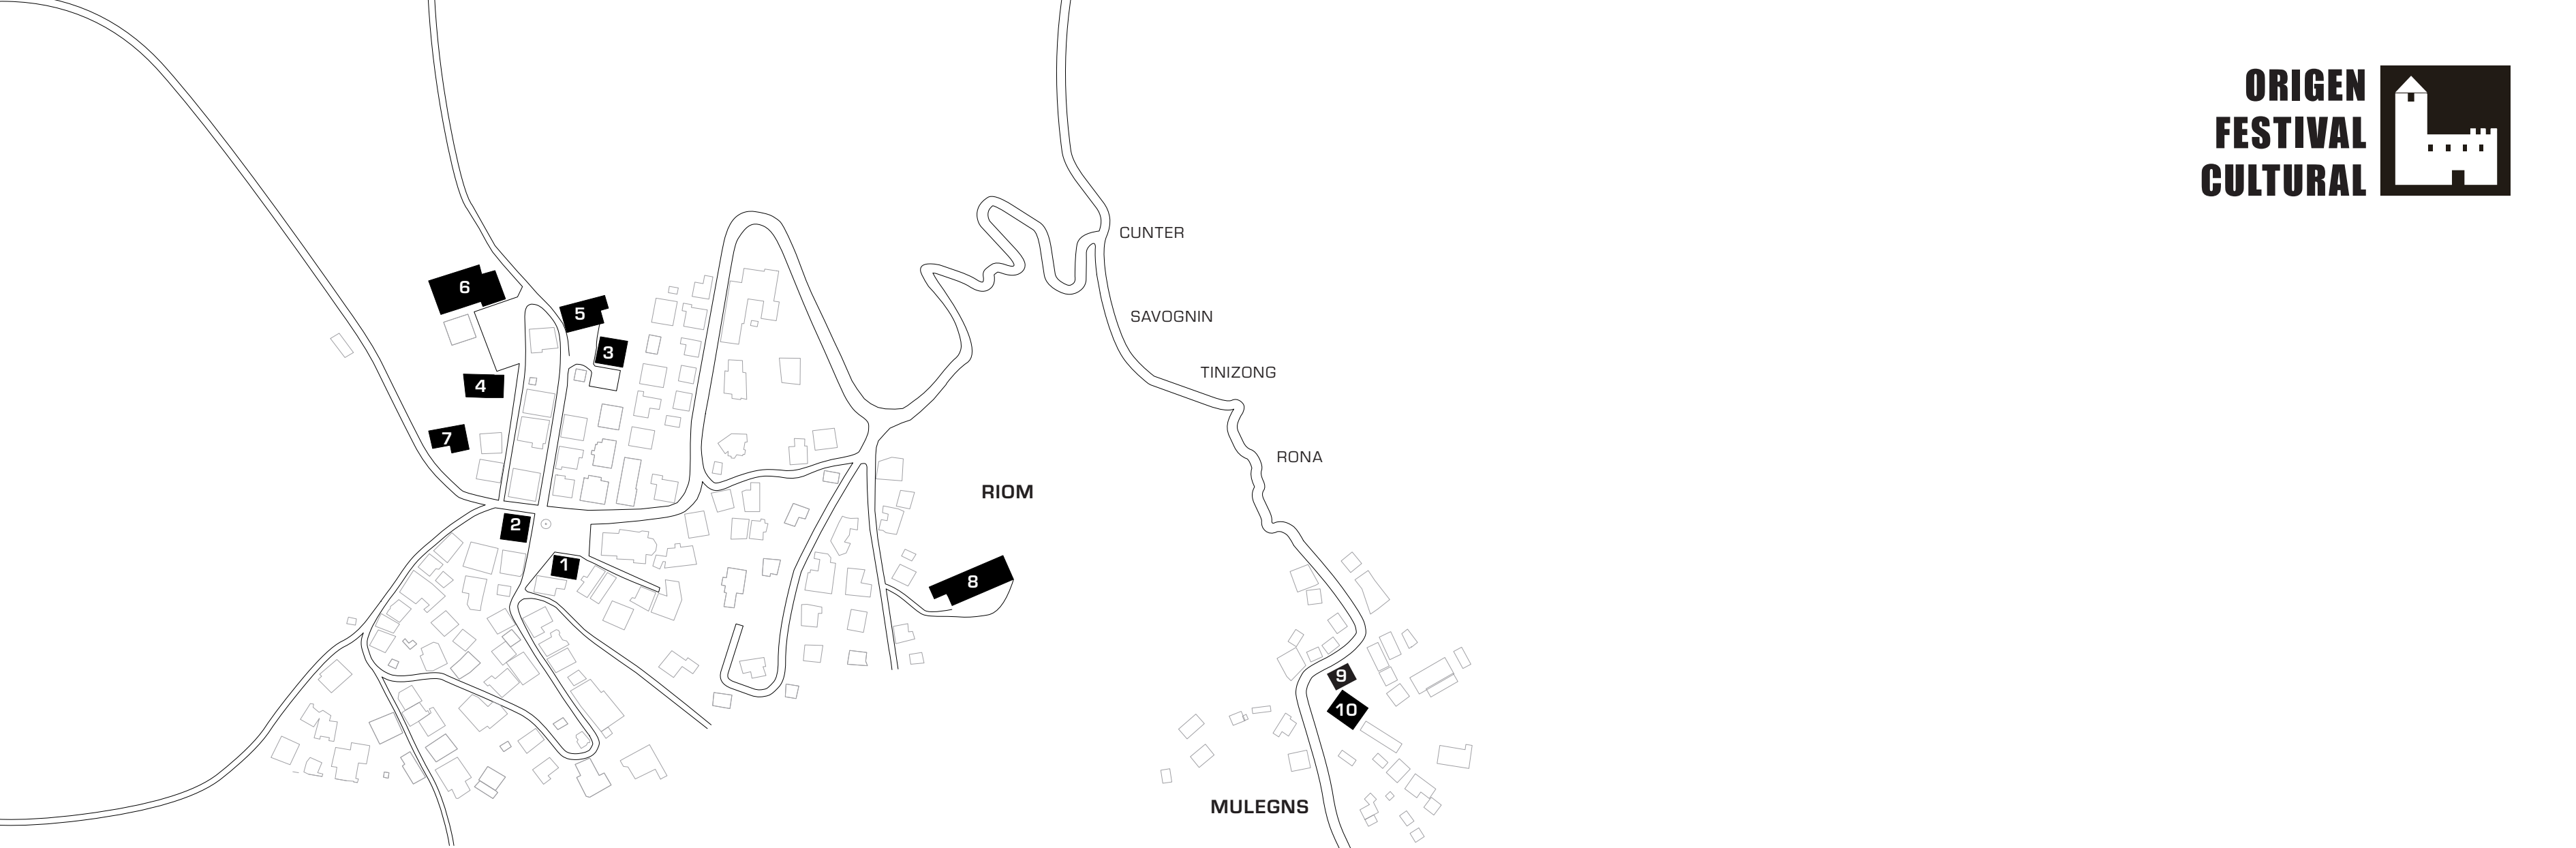 ORIGEN
FESTIVAL
CULTURAL
CUNTER
6
5
SAVOGNIN
3
TINIZONG
4
7
RONA
RIOM
2
1
8
9
10
MULEGNS